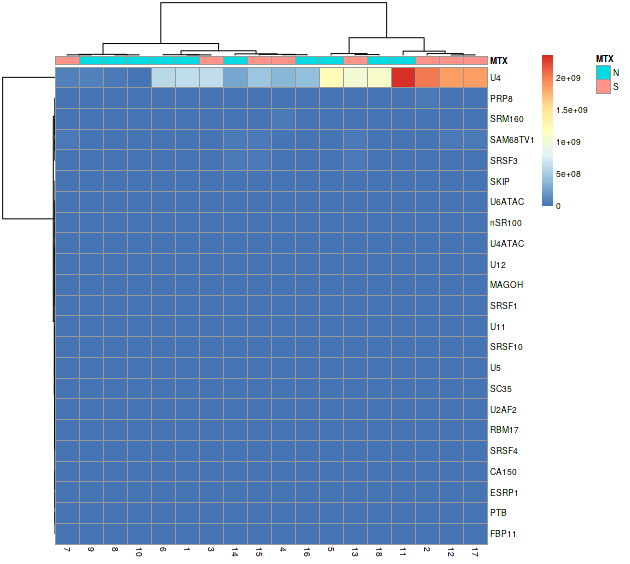 MTX
MTX
N
S
U4
PRP8
SRM160
SAM68TV1
SRSF3
SKIP
U6ATAC
nSR100
U4ATAC
U12
MAGOH
SRSF1
U11
SRSF10
U5
SC35
U2AF2
RBM17
SRSF4
CA150
ESRP1
PTB
FBP11
2e+09
1.5e+09
1e+09
5e+08
0
7 9 8 10 6 1 3 14 15 4 16 5 13 18 11 2 12 17